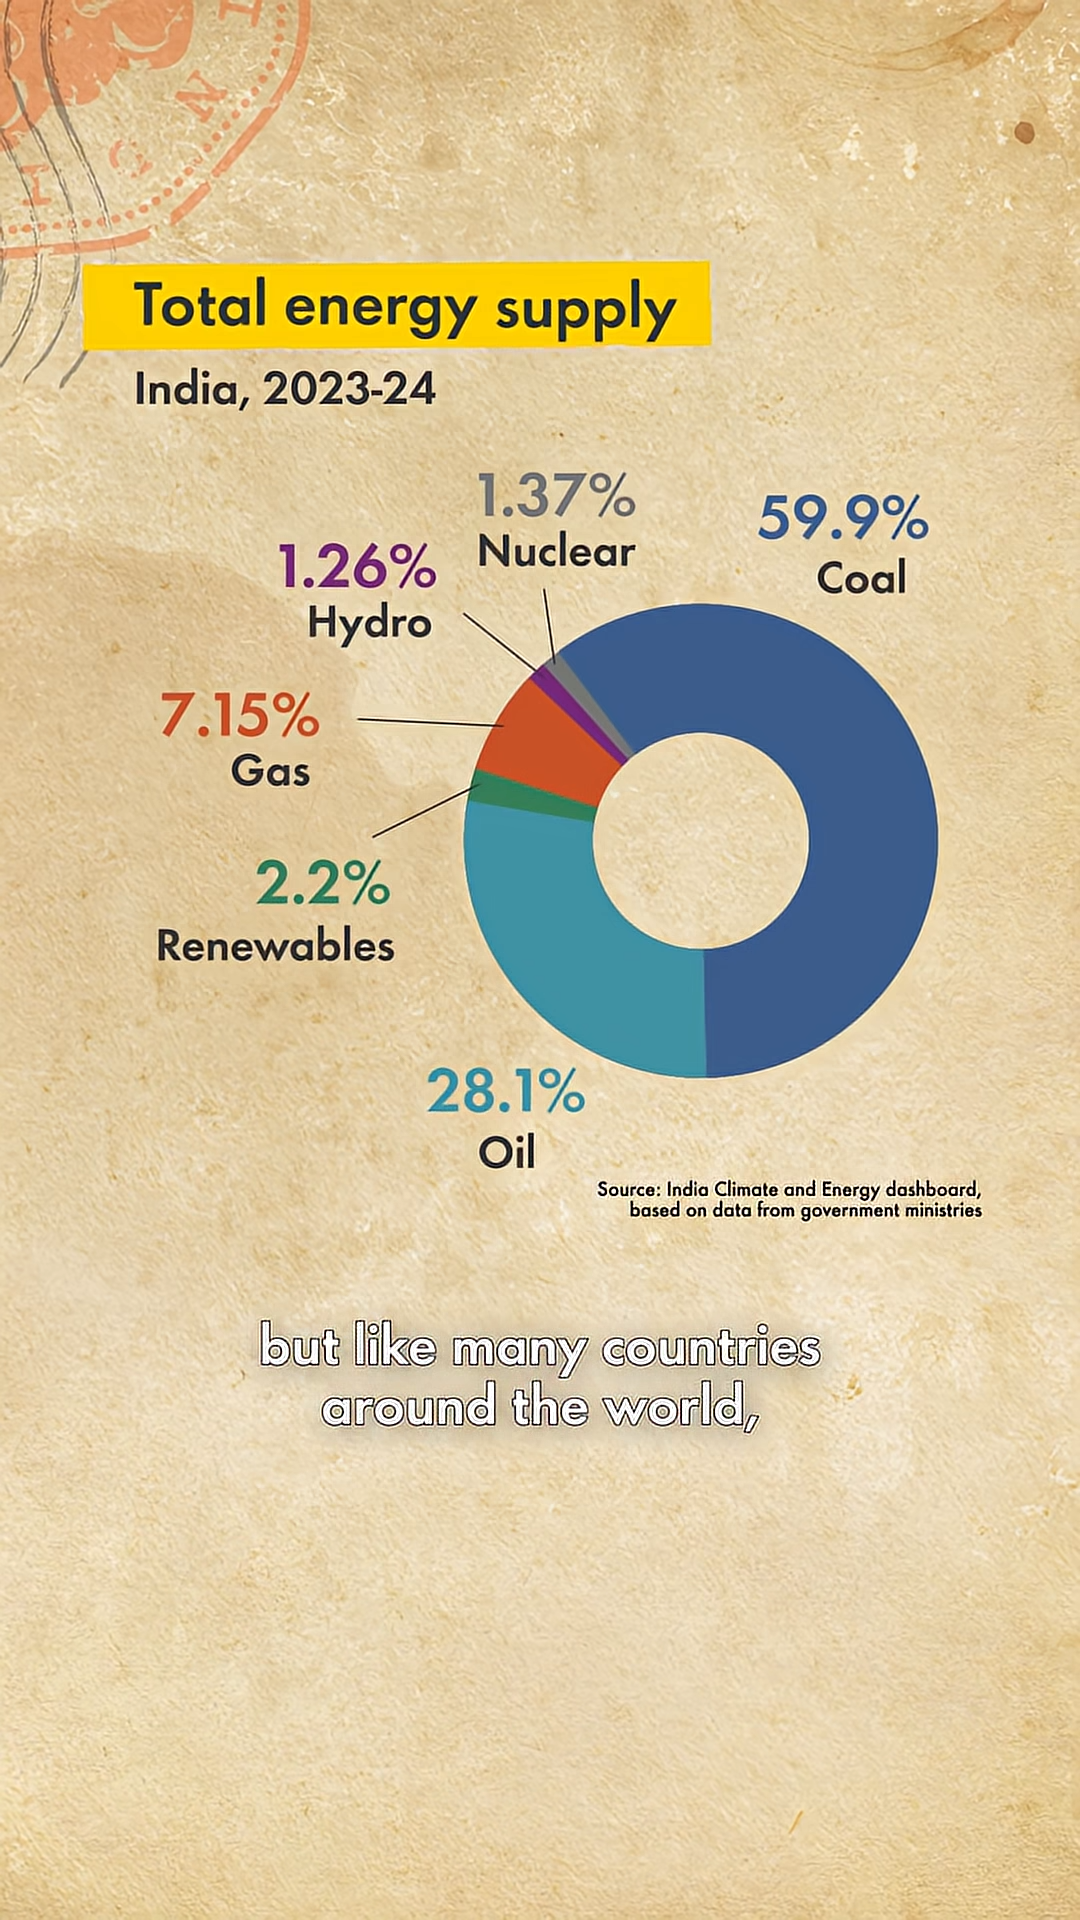 Total energy supply
India, 2023-24
1.37%
Nuclear
59.9%
Coal
1.26%
Hydro
7.15%
Gas
2.2%
Renewables
28.1%
Oil
Source: India Climate and Energy dashboard,
based on data from government ministries
but like many countries
around the world,